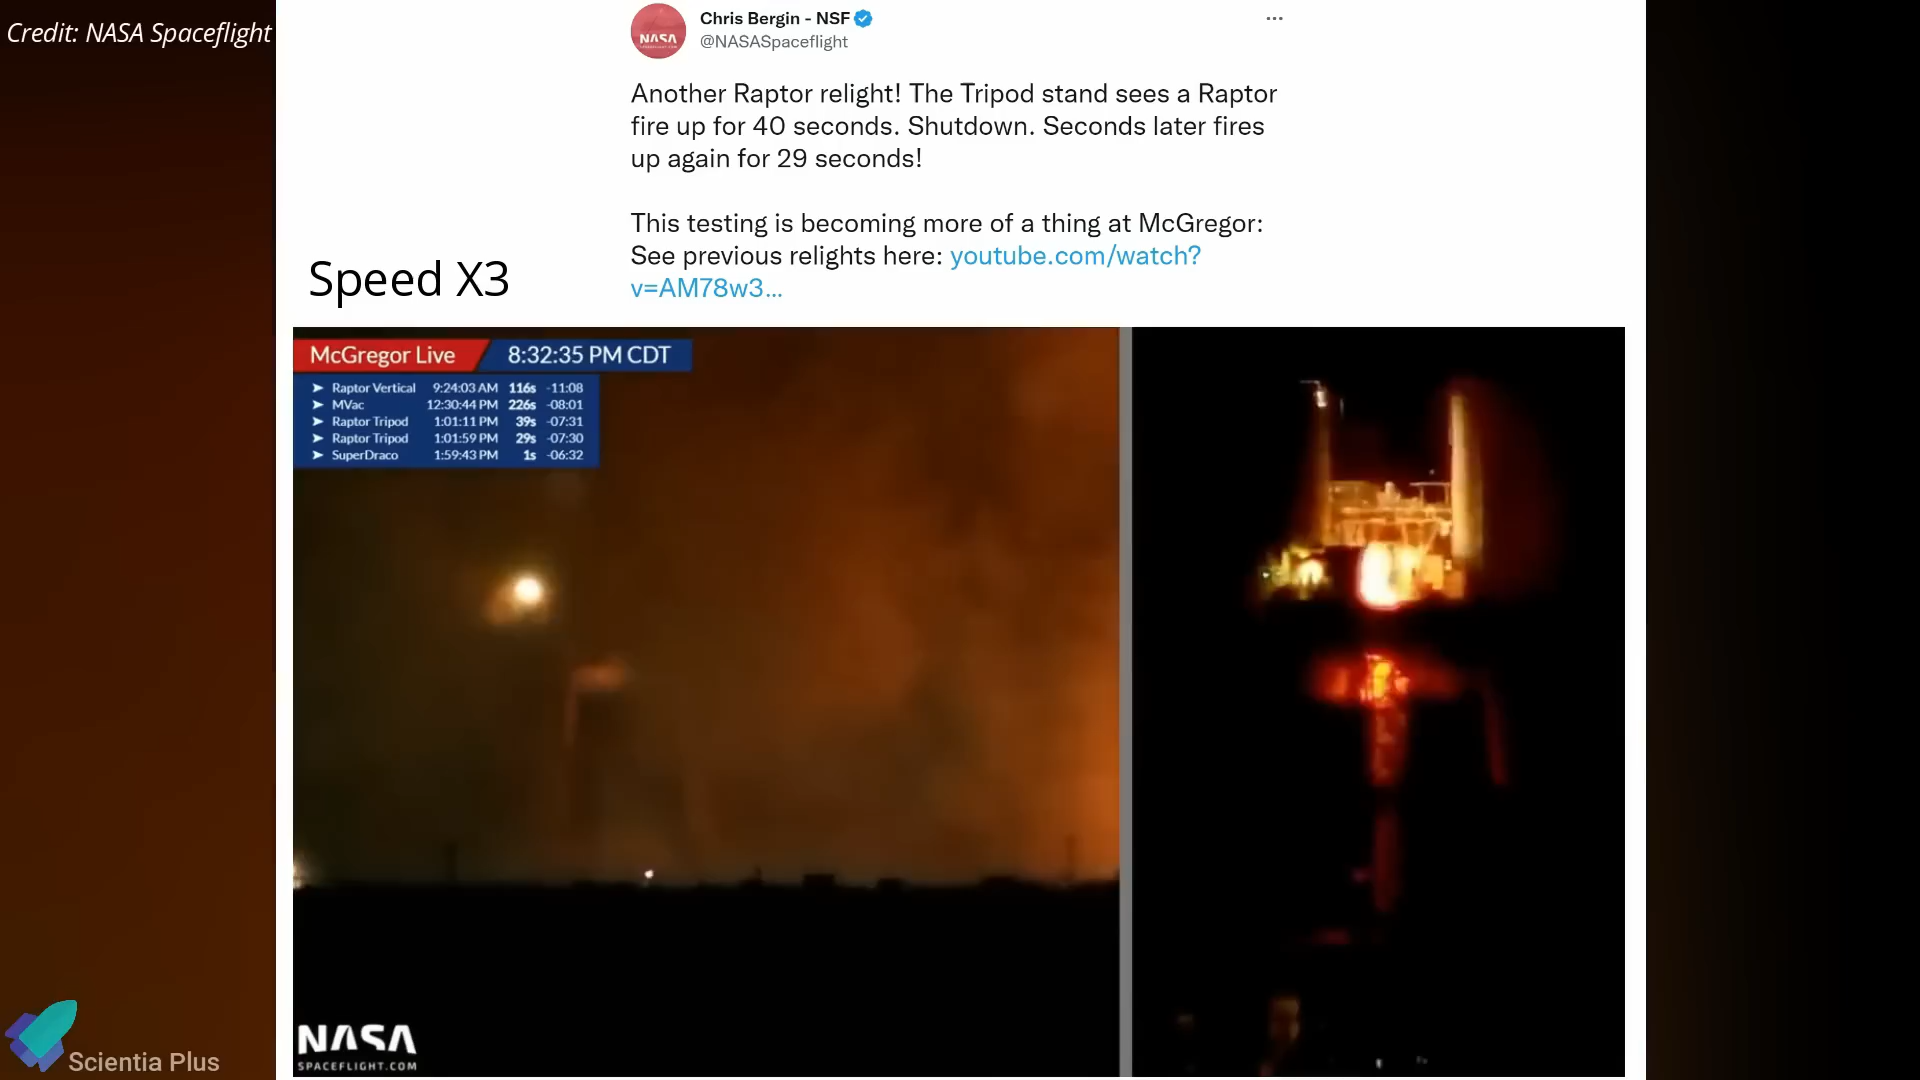 Credit: NASA Spaceflight
NASA
Chris Bergin - NSF
@NASASpaceflight
...
Another Raptor relight! The Tripod stand sees a Raptor
fire up for 40 seconds. Shutdown. Seconds later fires
up again for 29 seconds!
This testing is becoming more of a thing at McGregor:
See previous relights here: youtube.com/watch?
v=AM78w3...
Speed X3
McGregor Live 8:32:35 PM CDT
➤ Raptor Vertical 9:24:03 AM 116s -11:08
➤ MVac 12:30:44 PM 226s -08:01
➤ Raptor Tripod 1:01:11 PM 39s -07:31
➤ Raptor Tripod 1:01:59 PM 29s -07:30
➤ SuperDraco 1:59:43 PM 1s -06:32
NASA
SPACEFLIGHT.COM
Scientia Plus